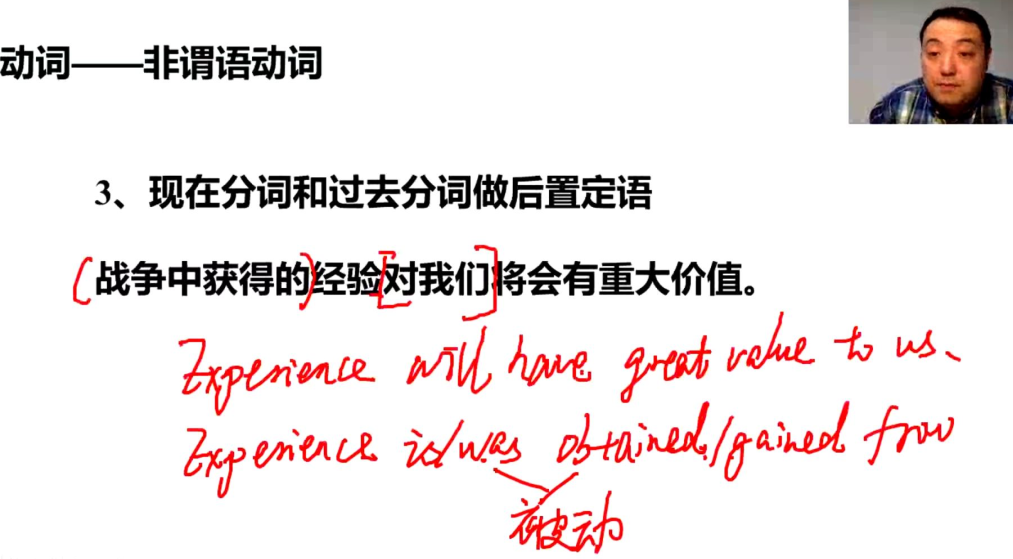 动词——非谓语动词
3、现在分词和过去分词做后置定语
(战争中获得的)经验[对我们]将会有重大价值。
Experience will have great value to us、
Experience is/was obtained/gained from
被动